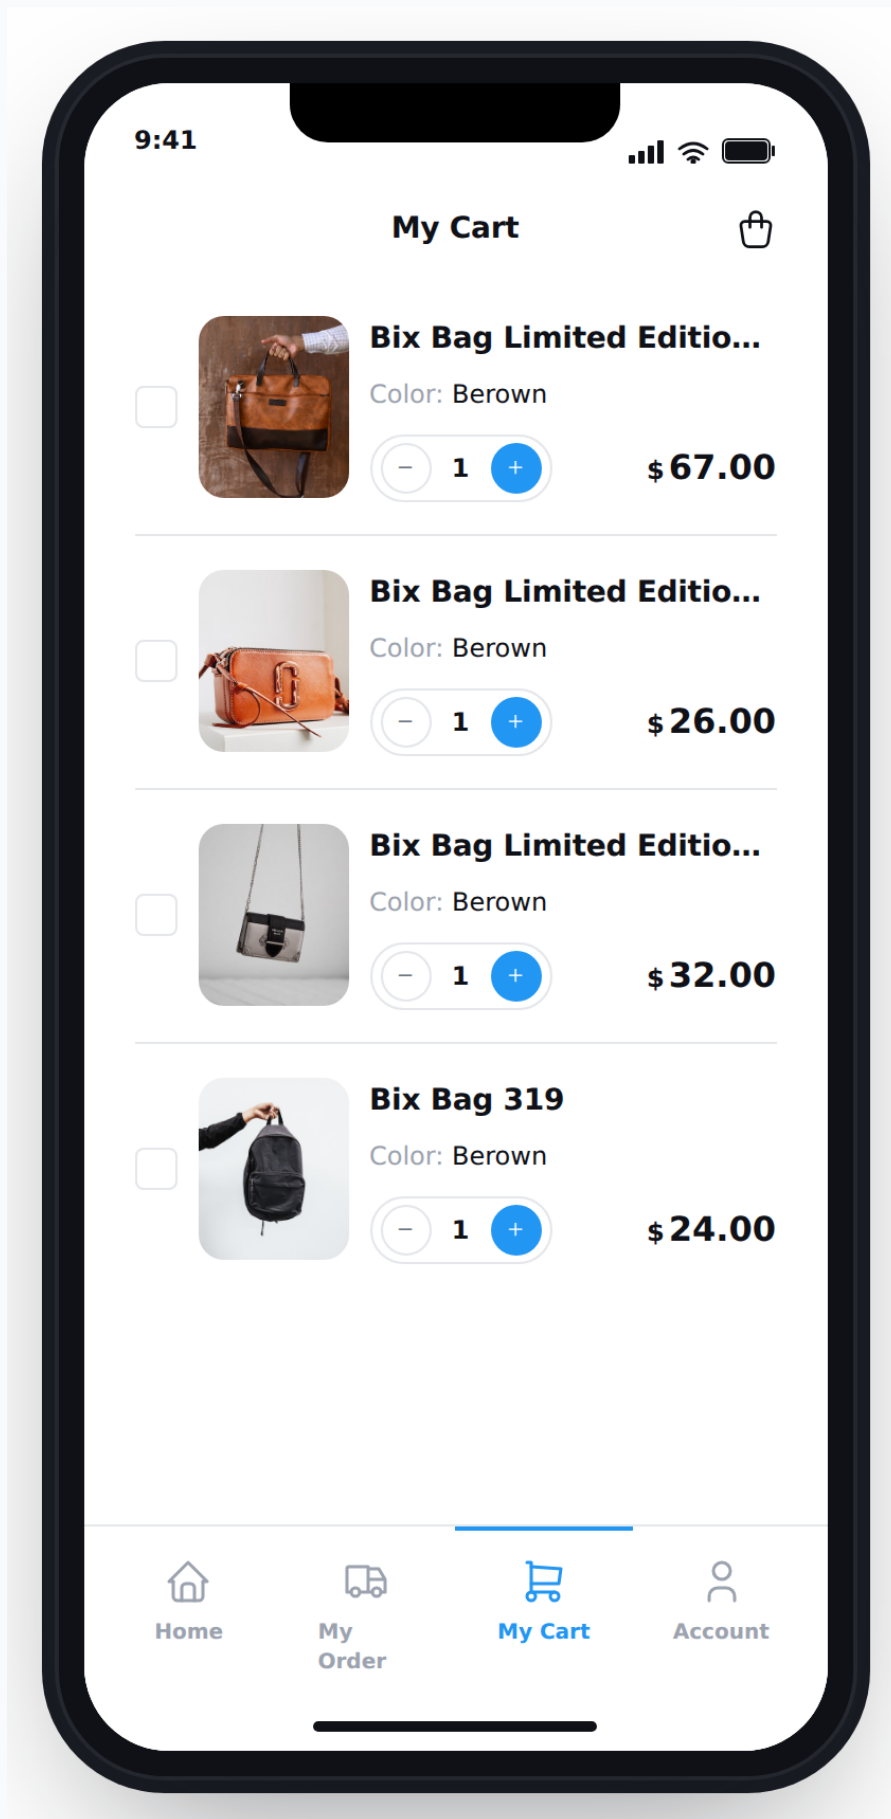 9:41
My Cart
Bix Bag Limited Editio...
Color: Berown
− 1 +
$67.00
Bix Bag Limited Editio...
Color: Berown
− 1 +
$26.00
Bix Bag Limited Editio...
Color: Berown
− 1 +
$32.00
Bix Bag 319
Color: Berown
− 1 +
$24.00
Home
My
Order
My Cart
Account